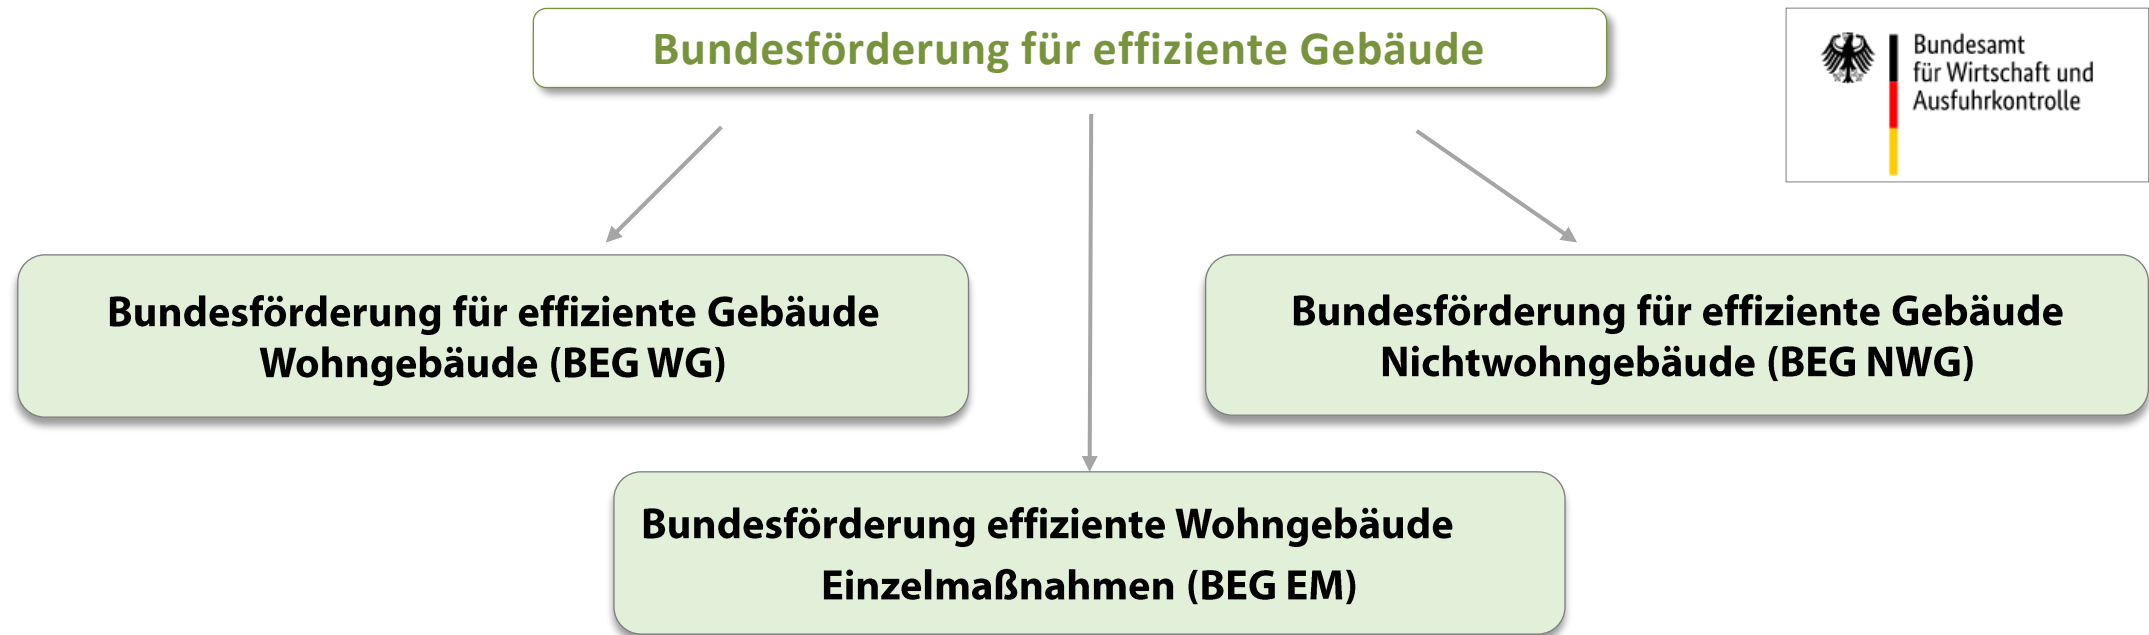 Bundesförderung für effiziente Gebäude
Bundesamt
für Wirtschaft und
Ausfuhrkontrolle
Bundesförderung für effiziente Gebäude
Wohngebäude (BEG WG)
Bundesförderung für effiziente Gebäude
Nichtwohngebäude (BEG NWG)
Bundesförderung effiziente Wohngebäude
Einzelmaßnahmen (BEG EM)